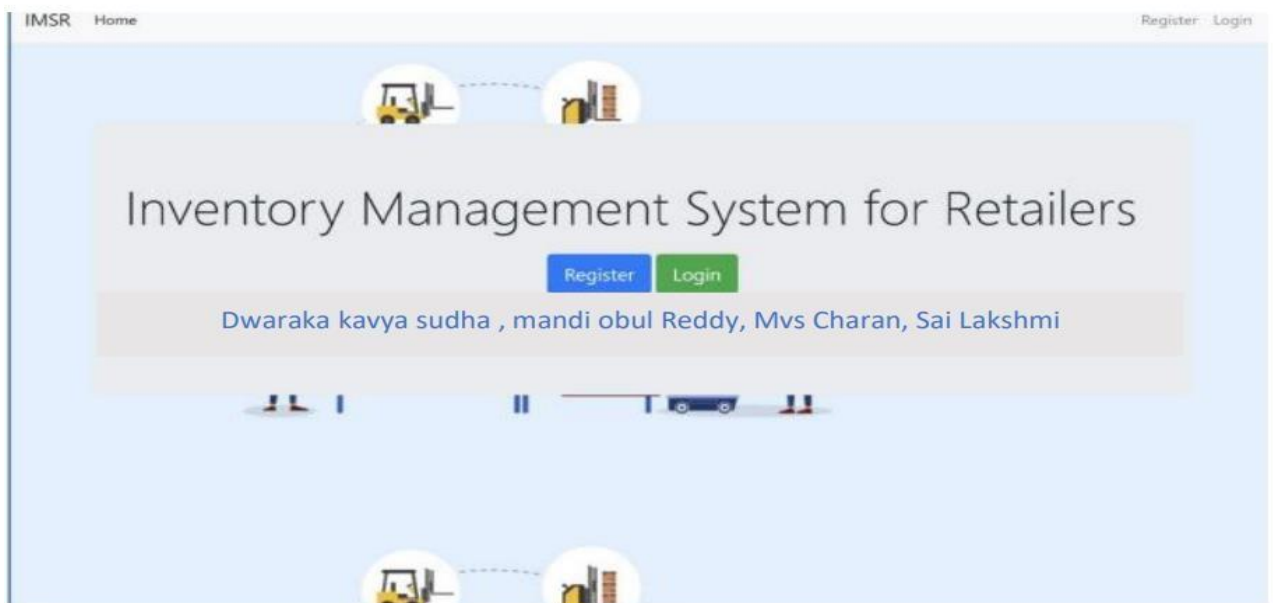 IMSR Home Register Login
Inventory Management System for Retailers
Register Login
Dwaraka kavya sudha , mandi obul Reddy, Mvs Charan, Sai Lakshmi